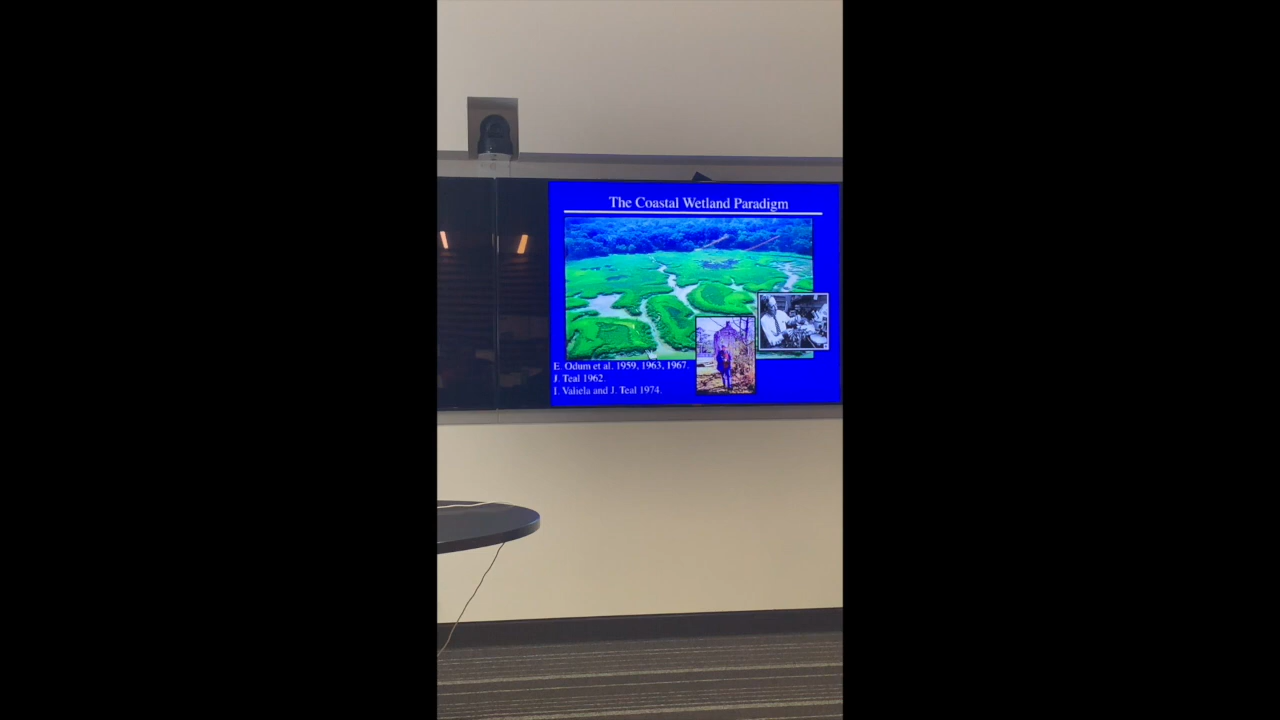 The Coastal Wetland Paradigm
E. Odum et al. 1959, 1963, 1967.
J. Teal 1962.
I. Valiela and J. Teal 1974.